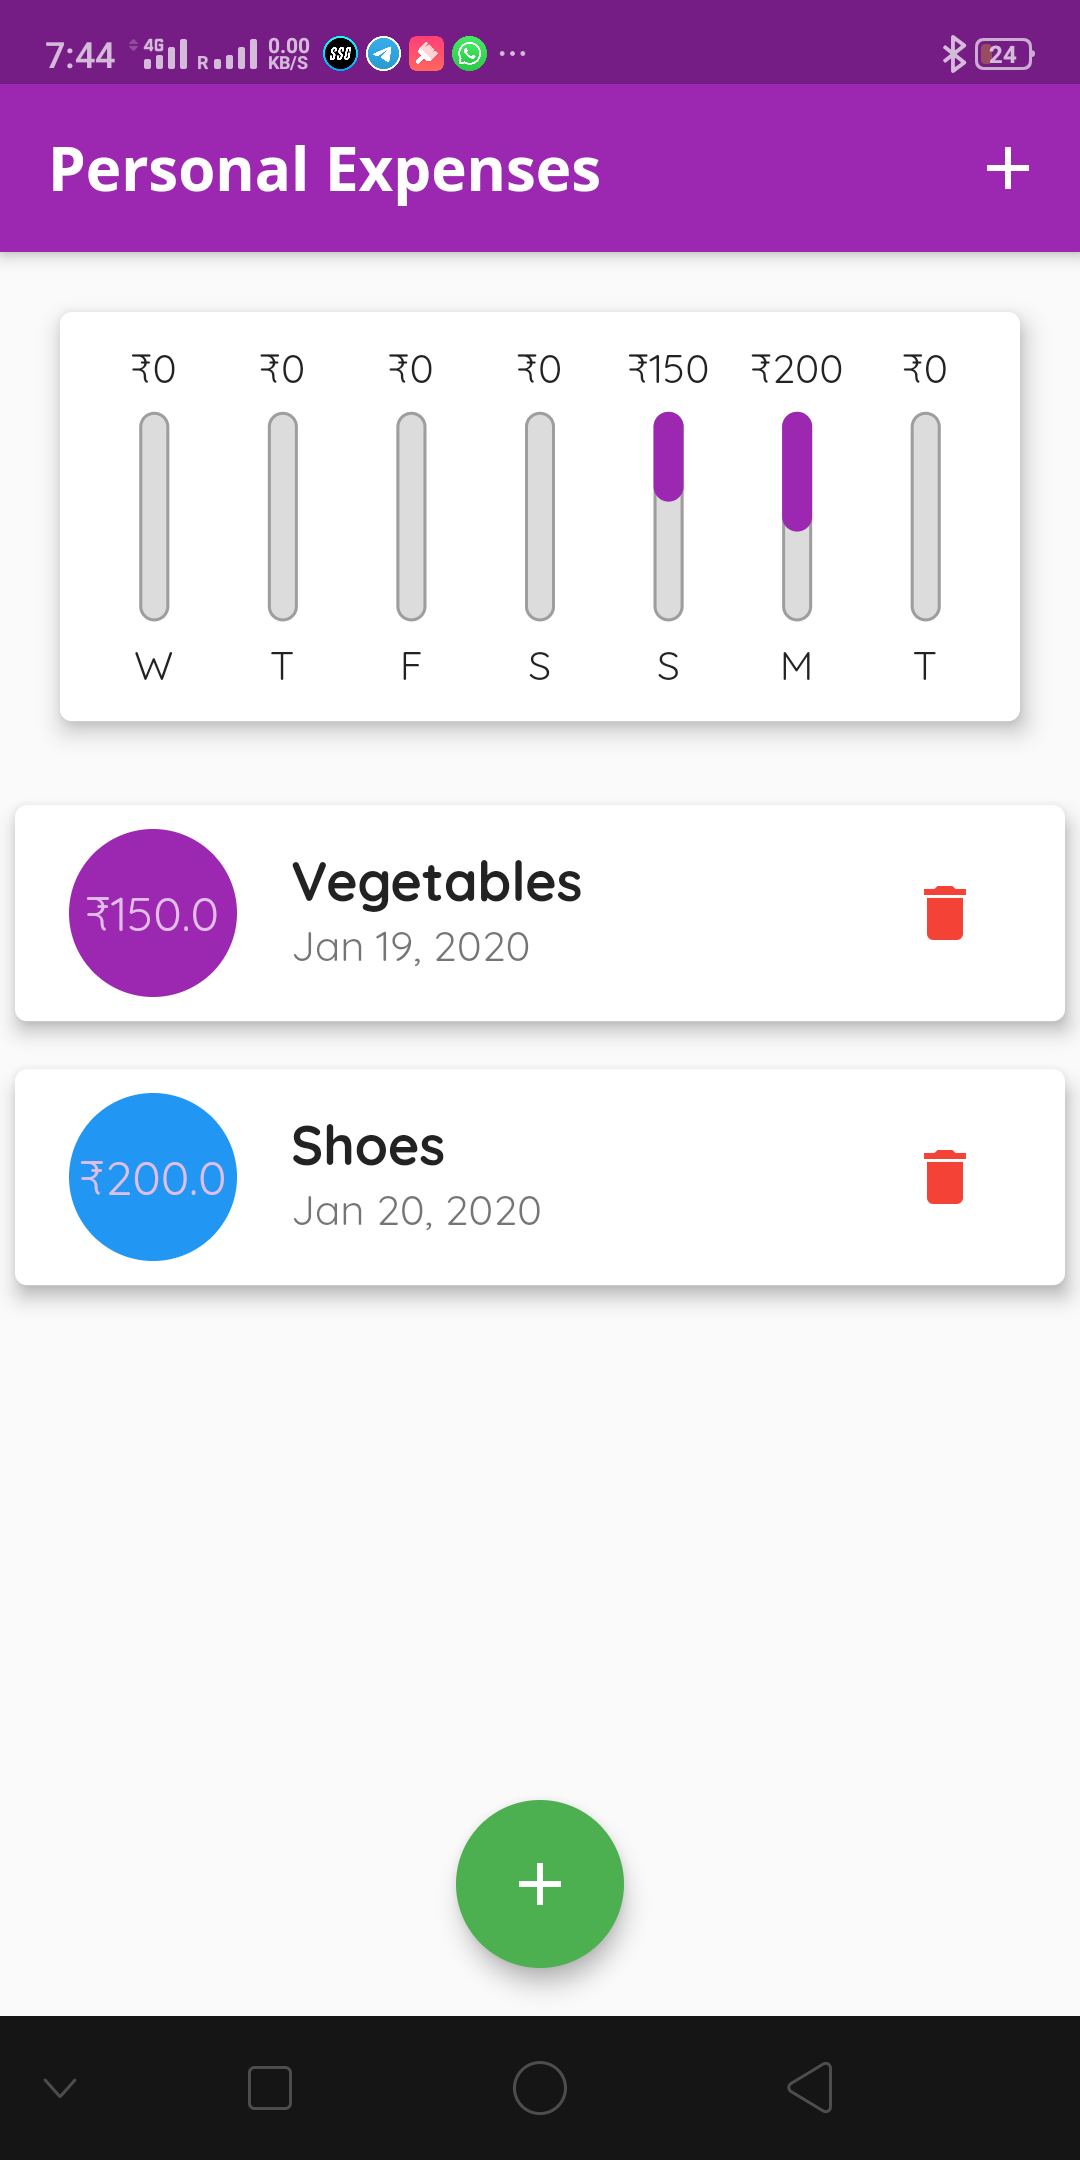 7:44 4G R 0.00 KB/S SSO ... 24
Personal Expenses
₹0 ₹0 ₹0 ₹0 ₹150 ₹200 ₹0
W T F S S M T
₹150.0
Vegetables
Jan 19, 2020
₹200.0
Shoes
Jan 20, 2020